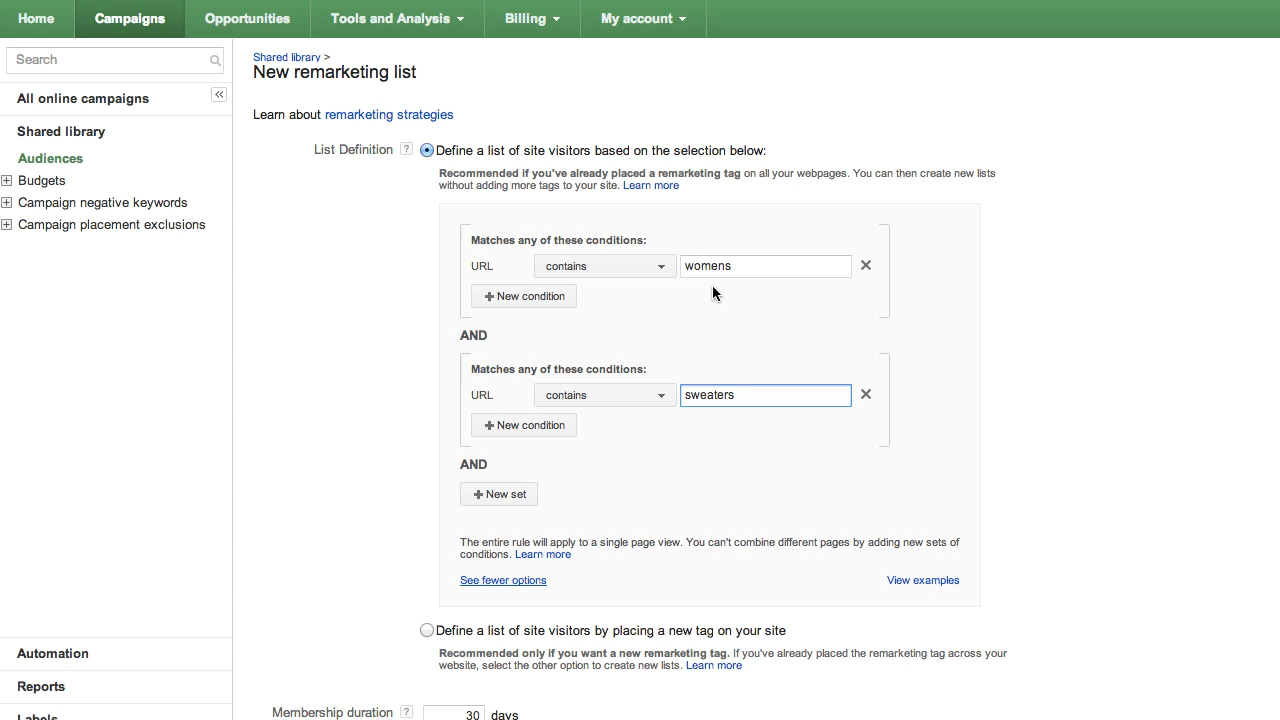 Home Campaigns Opportunities Tools and Analysis Billing My account
Search
All online campaigns
Shared library
Audiences
Budgets
Campaign negative keywords
Campaign placement exclusions
Automation
Reports
Labels
Shared library >
New remarketing list
Learn about remarketing strategies
List Definition ? Define a list of site visitors based on the selection below:
Recommended if you've already placed a remarketing tag on all your webpages. You can then create new lists
without adding more tags to your site. Learn more
Matches any of these conditions:
URL contains womens
+ New condition
AND
Matches any of these conditions:
URL contains sweaters
+ New condition
AND
+ New set
The entire rule will apply to a single page view. You can't combine different pages by adding new sets of
conditions. Learn more
See fewer options View examples
Define a list of site visitors by placing a new tag on your site
Recommended only if you want a new remarketing tag. If you've already placed the remarketing tag across your
website, select the other option to create new lists. Learn more
Membership duration ? 30 days